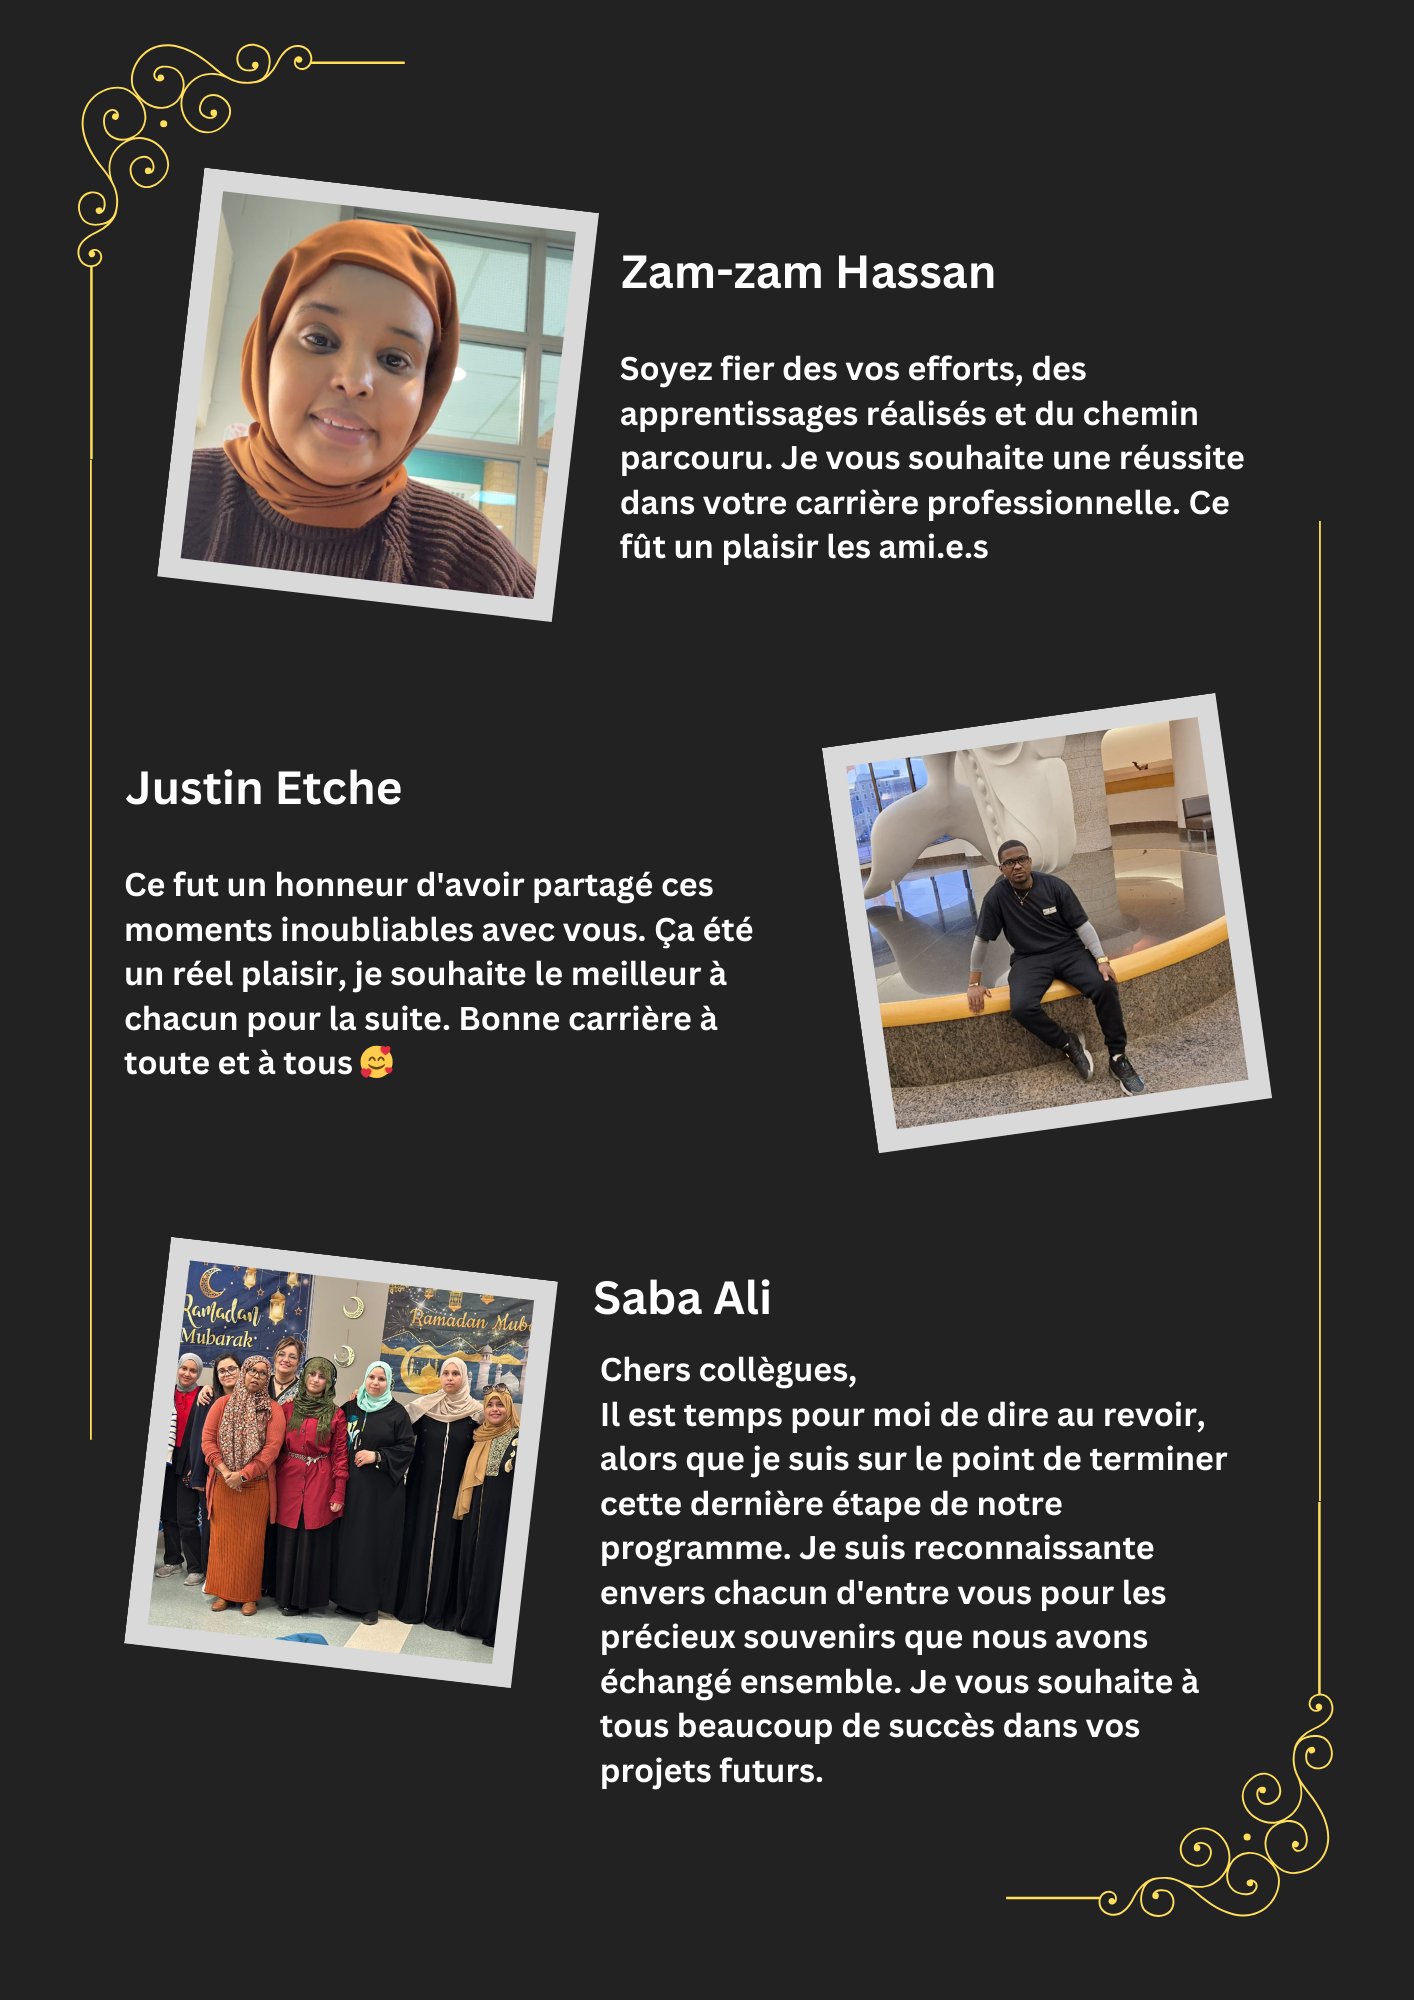 Zam-zam Hassan
Soyez fier des vos efforts, des
apprentissages réalisés et du chemin
parcouru. Je vous souhaite une réussite
dans votre carrière professionnelle. Ce
fût un plaisir les ami.e.s
Justin Etche
Ce fut un honneur d'avoir partagé ces
moments inoubliables avec vous. Ça été
un réel plaisir, je souhaite le meilleur à
chacun pour la suite. Bonne carrière à
toute et à tous 🥰
Ramadan
Mubarak
Ramadan Mub
Saba Ali
Chers collègues,
Il est temps pour moi de dire au revoir,
alors que je suis sur le point de terminer
cette dernière étape de notre
programme. Je suis reconnaissante
envers chacun d'entre vous pour les
précieux souvenirs que nous avons
échangé ensemble. Je vous souhaite à
tous beaucoup de succès dans vos
projets futurs.